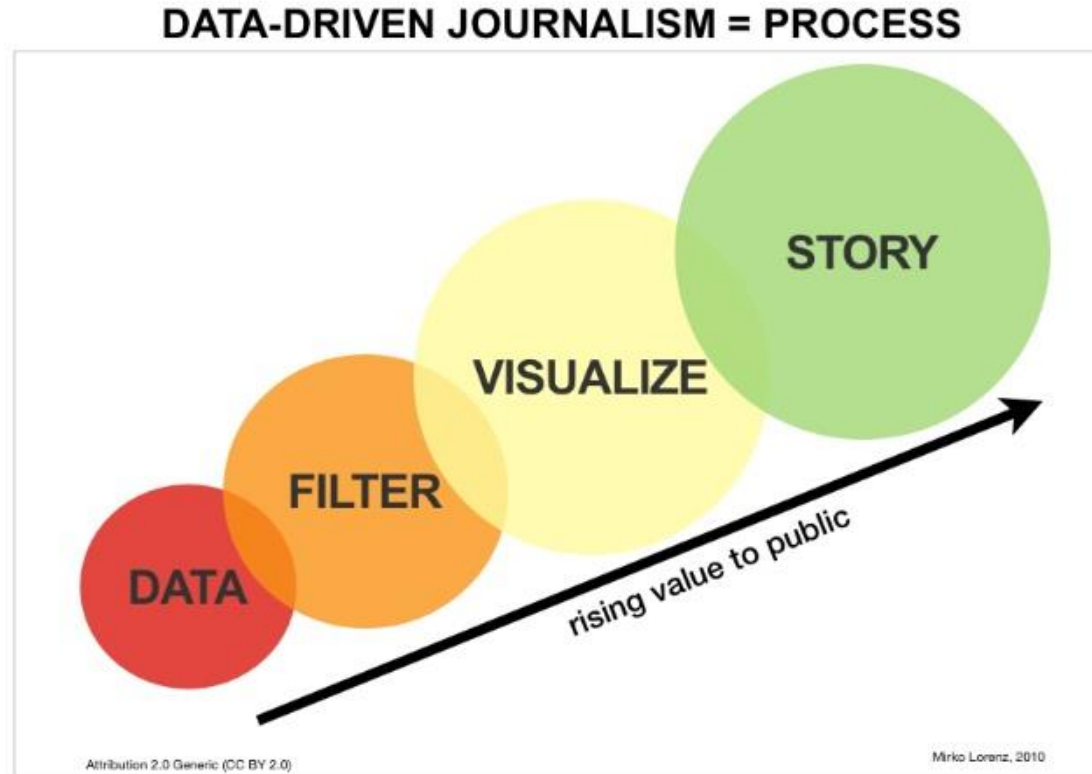 DATA-DRIVEN JOURNALISM = PROCESS
STORY
VISUALIZE
FILTER
DATA
rising value to public
Attribution 2.0 Generic (CC BY 2.0)
Mirko Lorenz, 2010